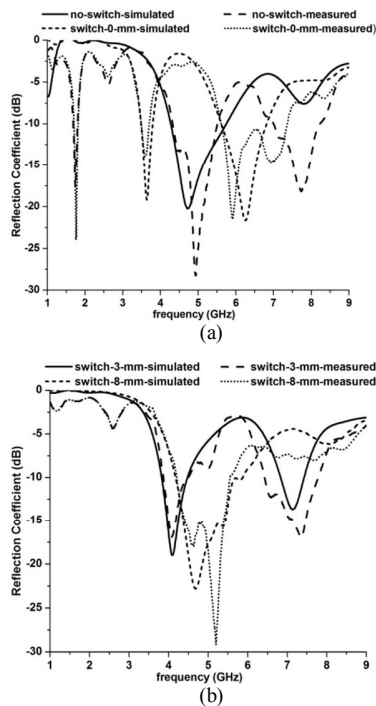 no-switch-simulated no-switch-measured
switch-0-mm-simulated switch-0-mm-measured)
0
-5
-10
-15
-20
-25
-30
Reflection Coefficient (dB)
1 2 3 4 5 6 7 8 9
frequency (GHz)
(a)
switch-3-mm-simulated switch-3-mm-measured
switch-8-mm-simulated switch-8-mm-measured
0
-5
-10
-15
-20
-25
-30
Reflection Coefficient (dB)
1 2 3 4 5 6 7 8 9
frequency (GHz)
(b)